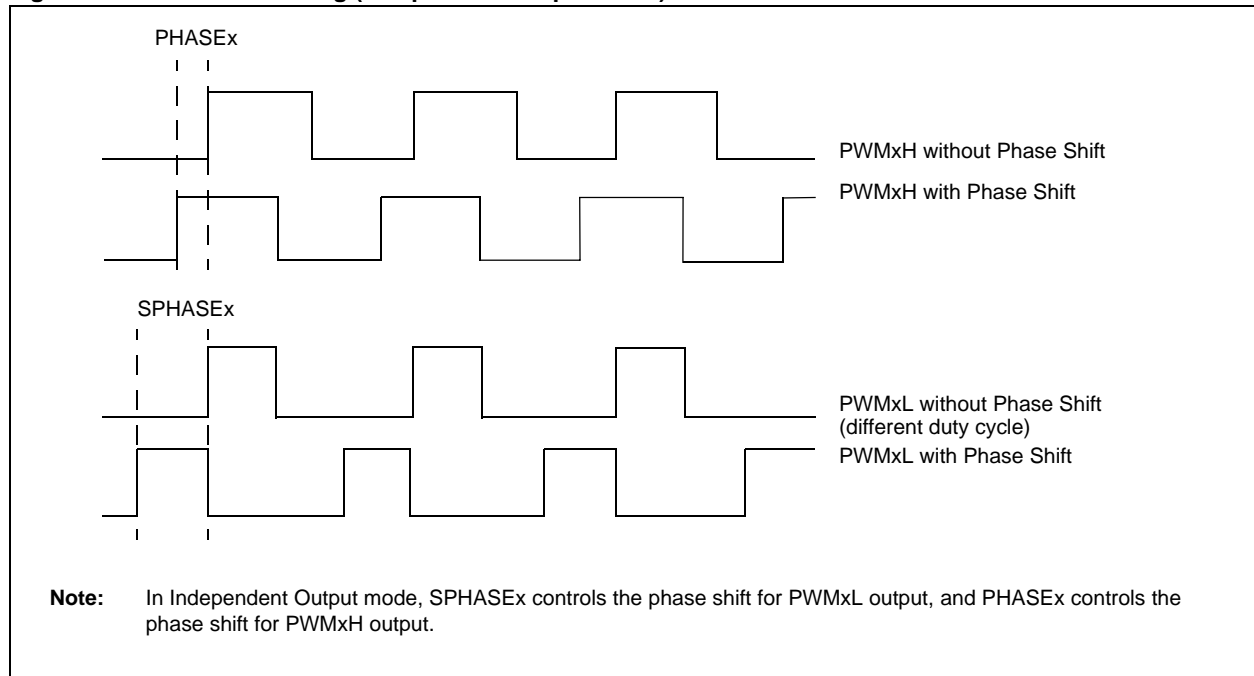 PHASEx
PWMxH without Phase Shift
PWMxH with Phase Shift
SPHASEx
PWMxL without Phase Shift
(different duty cycle)
PWMxL with Phase Shift
Note: In Independent Output mode, SPHASEx controls the phase shift for PWMxL output, and PHASEx controls the
phase shift for PWMxH output.